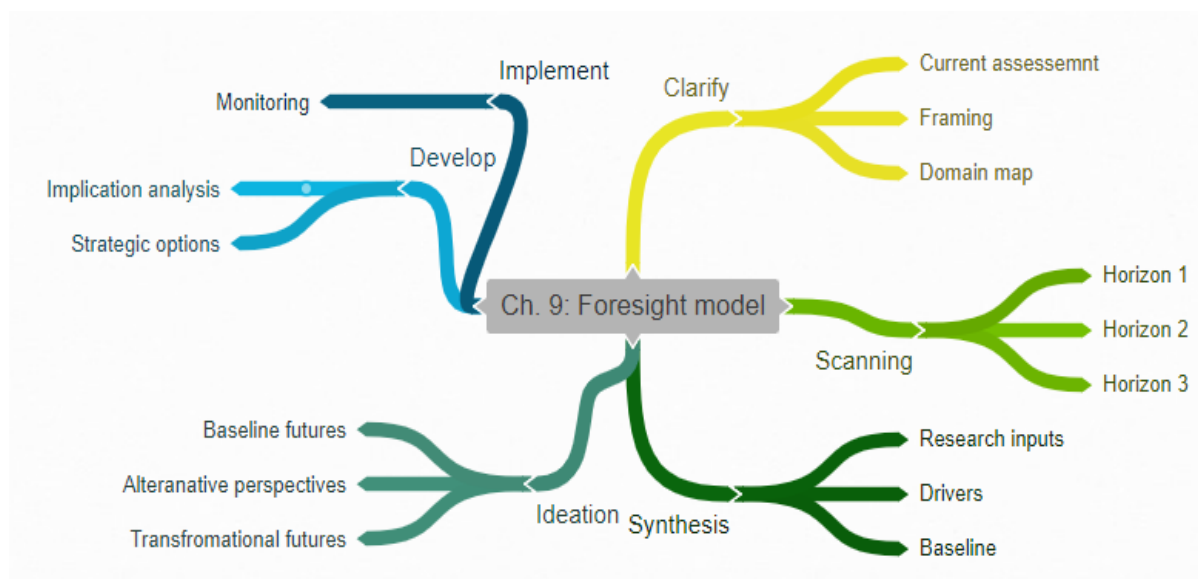 Ch. 9: Foresight model
Clarify
Current assessemnt
Framing
Domain map
Scanning
Horizon 1
Horizon 2
Horizon 3
Synthesis
Research inputs
Drivers
Baseline
Ideation
Baseline futures
Alteranative perspectives
Transfromational futures
Develop
Implication analysis
Strategic options
Implement
Monitoring